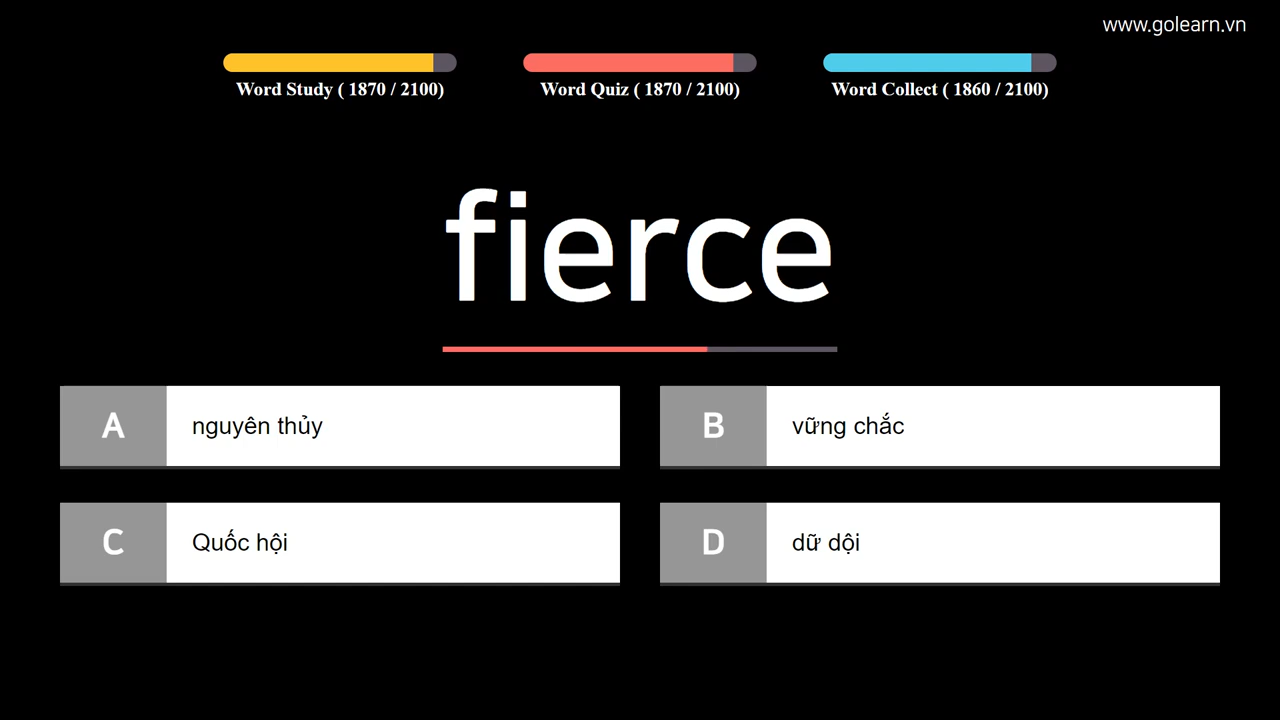 www.golearn.vn
Word Study ( 1870 / 2100)
Word Quiz ( 1870 / 2100)
Word Collect ( 1860 / 2100)
fierce
A nguyên thủy
B vững chắc
C Quốc hội
D dữ dội